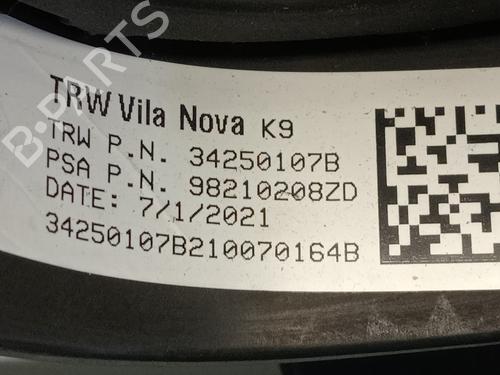 TRW Vila Nova K9
TRW P.N. 34250107B
PSA P.N. 98210208ZD
DATE: 7/1/2021
34250107B210070164B
B-PARTS